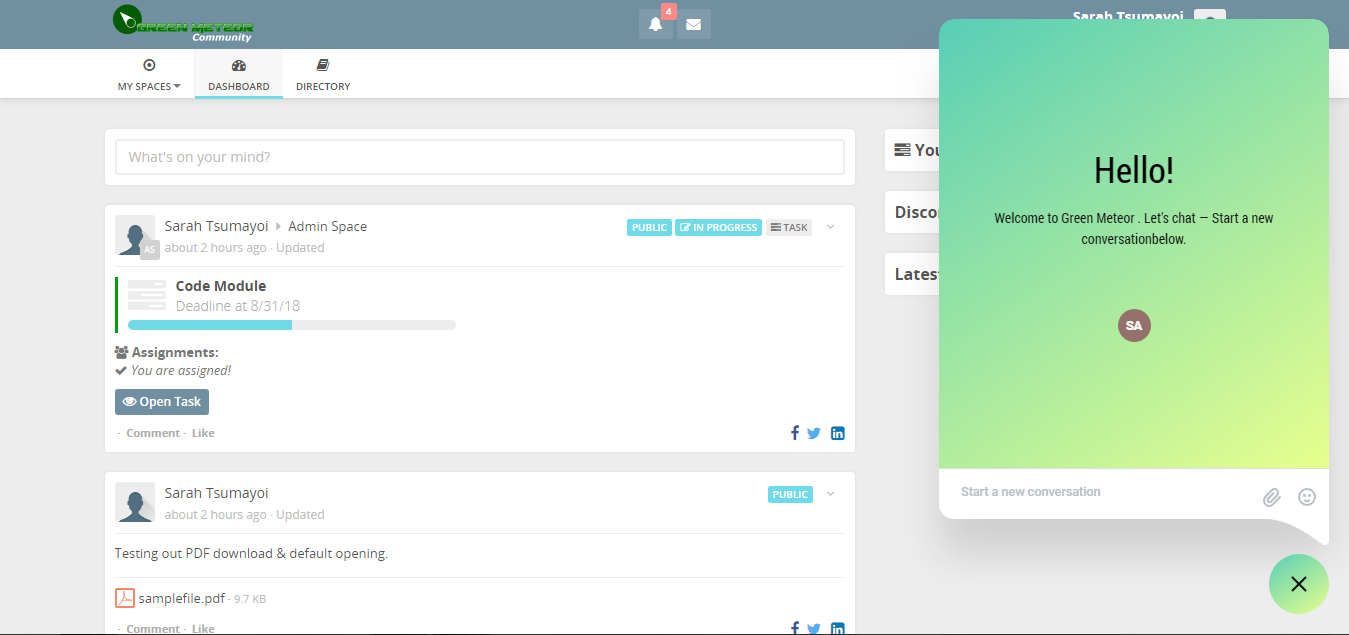 GREEN METEOR
Community
4
Sarah Tsumayoi
MY SPACES
DASHBOARD
DIRECTORY
What's on your mind?
Sarah Tsumayoi Admin Space
about 2 hours ago · Updated
AS
PUBLIC
IN PROGRESS
TASK
Code Module
Deadline at 8/31/18
Assignments:
You are assigned!
Open Task
· Comment · Like
Sarah Tsumayoi
about 2 hours ago · Updated
PUBLIC
Testing out PDF download & default opening.
samplefile.pdf · 9.7 KB
· Comment · Like
Hello!
Welcome to Green Meteor . Let's chat — Start a new
conversationbelow.
SA
Start a new conversation